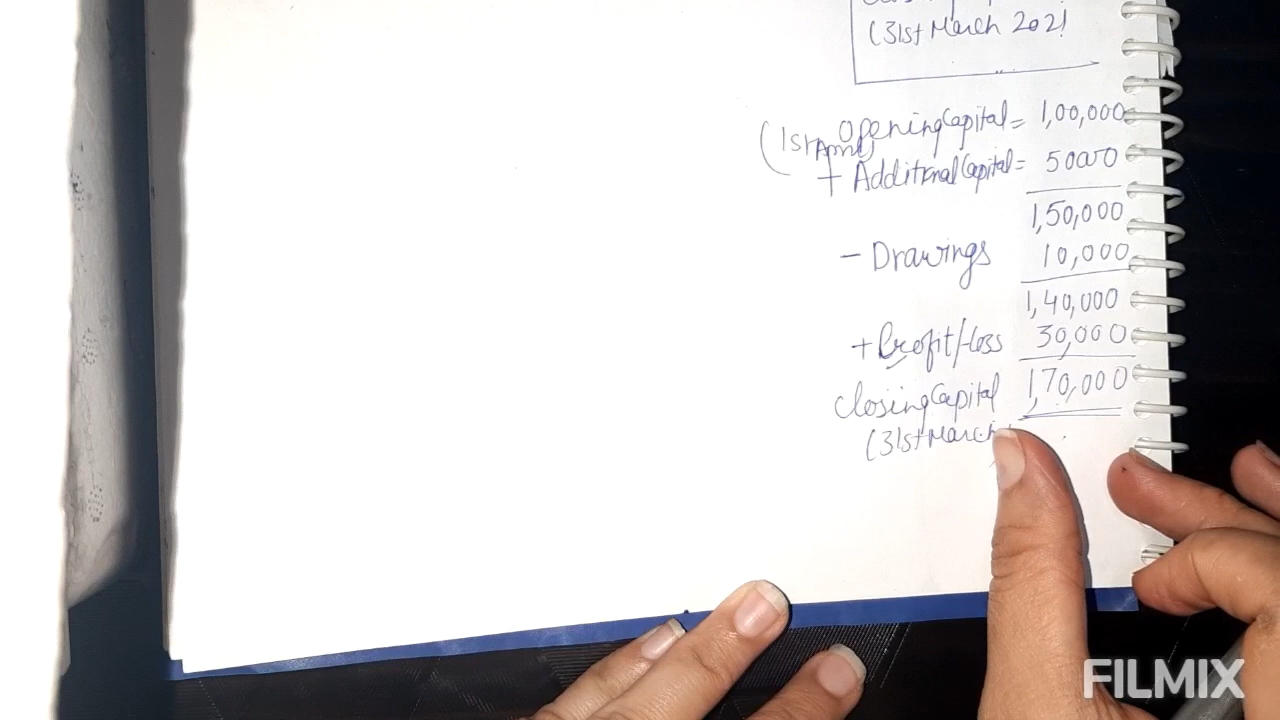 (31st March 2021
Opening Capital = 1,00,000
(1st April)
+ Additional Capital = 50000
1,50,000
- Drawings 10,000
1,40,000
+ Profit/-Loss 30,000
Closing Capital 1,70,000
(31st March)
FILMIX